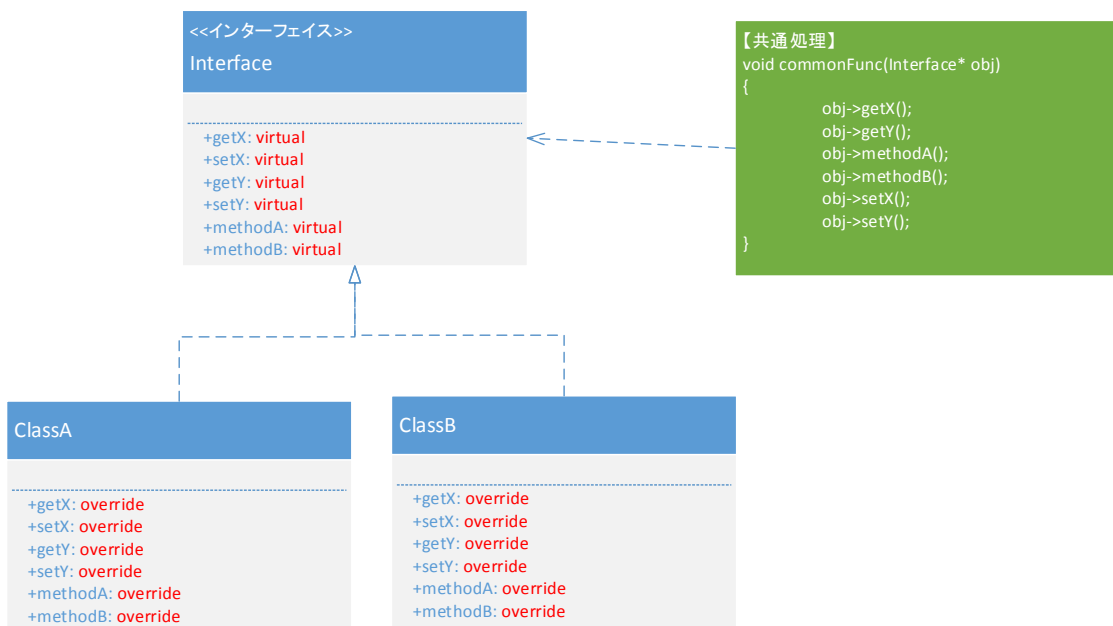 <<インターフェイス>>
Interface
+getX: virtual
+setX: virtual
+getY: virtual
+setY: virtual
+methodA: virtual
+methodB: virtual
【共通処理】
void commonFunc(Interface* obj)
{
obj->getX();
obj->getY();
obj->methodA();
obj->methodB();
obj->setX();
obj->setY();
}
ClassA
+getX: override
+setX: override
+getY: override
+setY: override
+methodA: override
+methodB: override
ClassB
+getX: override
+setX: override
+getY: override
+setY: override
+methodA: override
+methodB: override